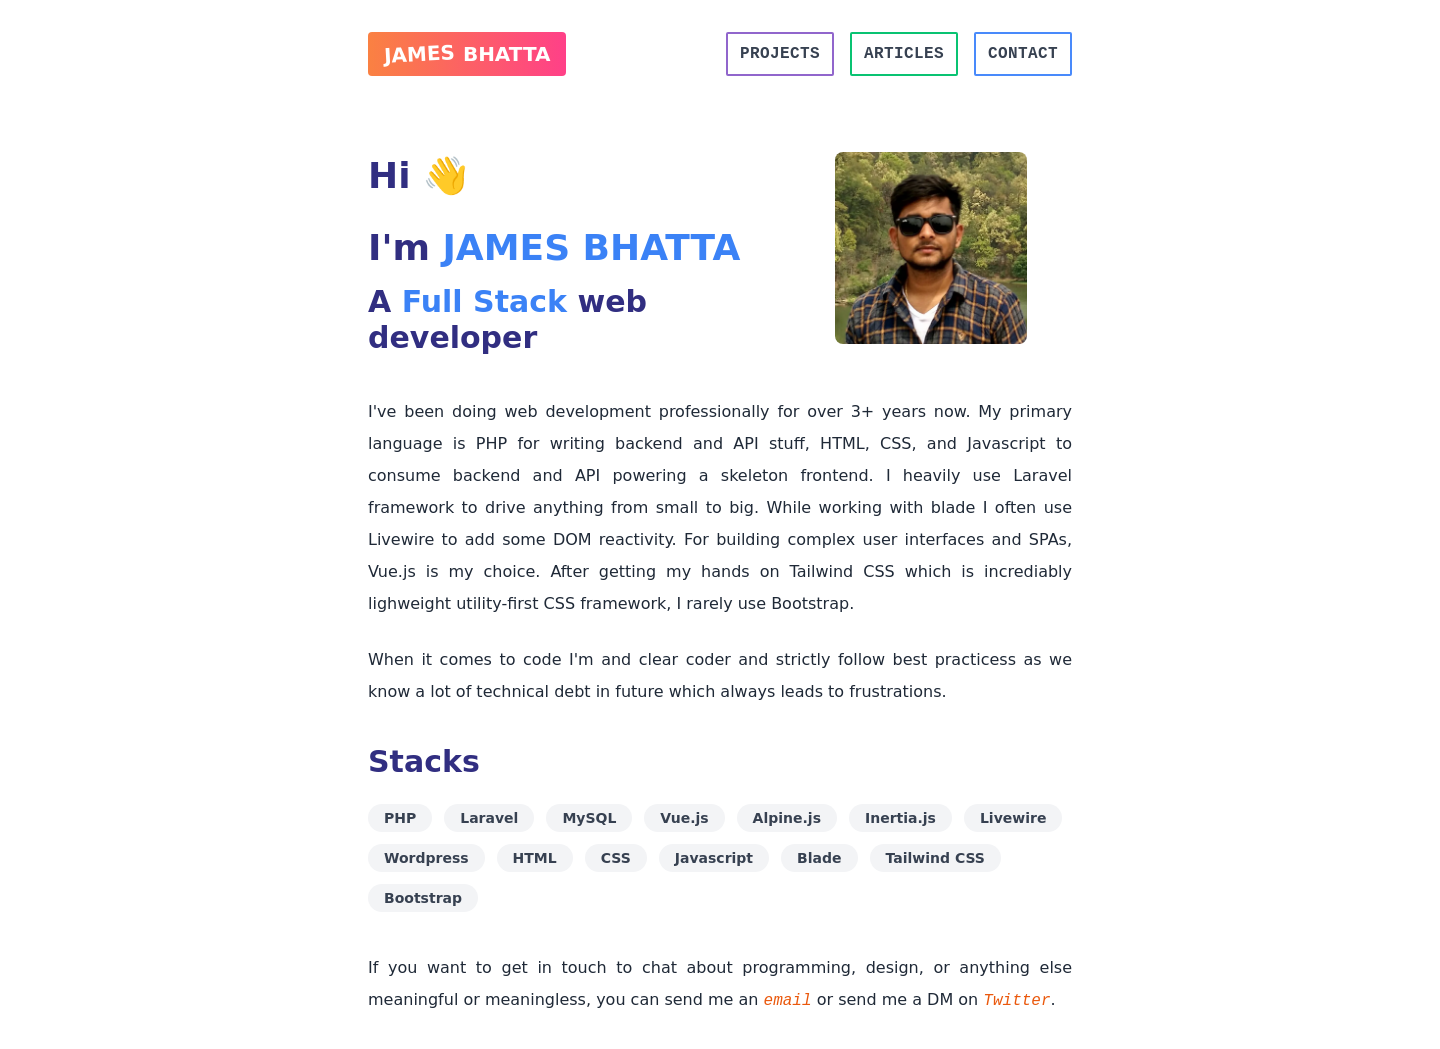 JAMES BHATTA
PROJECTS
ARTICLES
CONTACT
Hi 👋
I'm JAMES BHATTA
A Full Stack web
developer
I've been doing web development professionally for over 3+ years now. My primary
language is PHP for writing backend and API stuff, HTML, CSS, and Javascript to
consume backend and API powering a skeleton frontend. I heavily use Laravel
framework to drive anything from small to big. While working with blade I often use
Livewire to add some DOM reactivity. For building complex user interfaces and SPAs,
Vue.js is my choice. After getting my hands on Tailwind CSS which is incrediably
lighweight utility-first CSS framework, I rarely use Bootstrap.
When it comes to code I'm and clear coder and strictly follow best practicess as we
know a lot of technical debt in future which always leads to frustrations.
Stacks
PHP Laravel MySQL Vue.js Alpine.js Inertia.js Livewire
Wordpress HTML CSS Javascript Blade Tailwind CSS
Bootstrap
If you want to get in touch to chat about programming, design, or anything else
meaningful or meaningless, you can send me an email or send me a DM on Twitter.